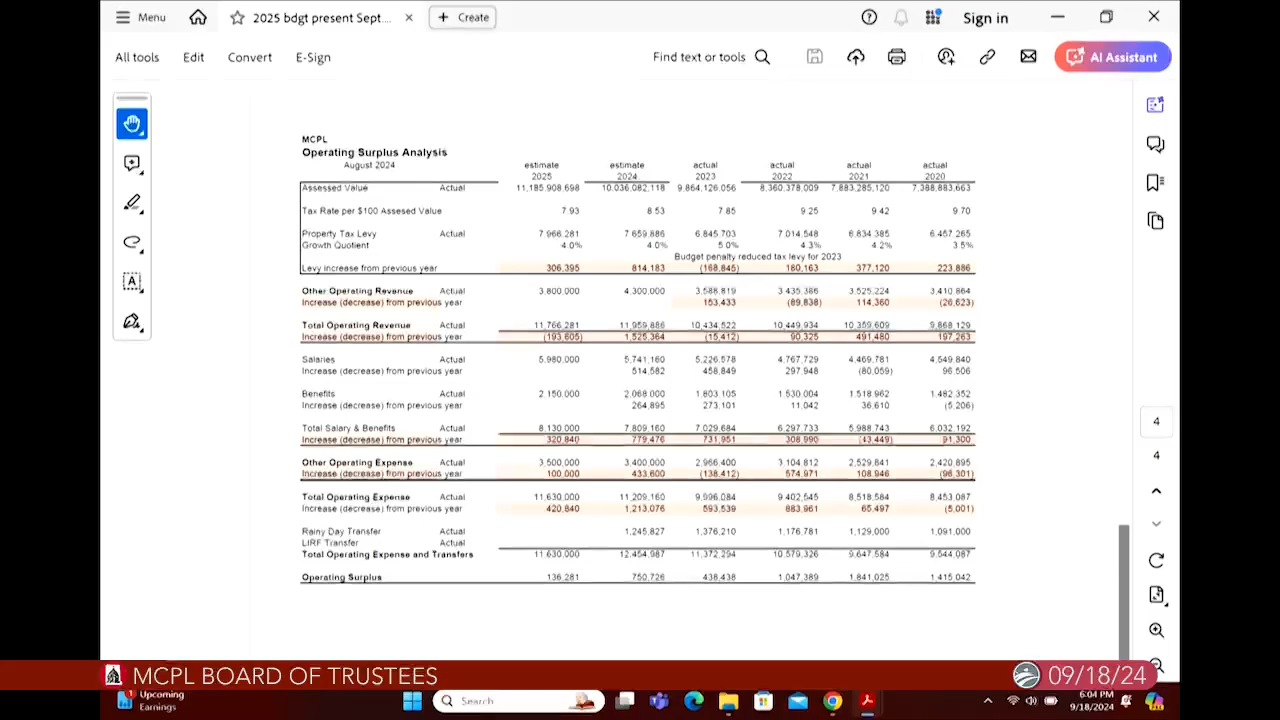 Menu
2025 bdgt present Sept...
Create
Sign in
All tools Edit Convert E-Sign
Find text or tools
AI Assistant
MCPL
Operating Surplus Analysis
August 2024 estimate estimate actual actual actual actual
2025 2024 2023 2022 2021 2020
Assessed Value Actual 11,185,908,698 10,036,082,118 9,864,126,056 8,360,378,009 7,883,285,120 7,388,883,663
Tax Rate per $100 Assesed Value 7.93 8.53 7.85 9.25 9.42 9.70
Property Tax Levy Actual 7,966,281 7,659,886 6,845,703 7,014,548 6,834,385 6,457,265
Growth Quotient 4.0% 4.0% 5.0% 4.3% 4.2% 3.5%
Budget penalty reduced tax levy for 2023
Levy increase from previous year 306,395 814,183 (168,845) 180,163 377,120 223,886
Other Operating Revenue Actual 3,800,000 4,300,000 3,588,819 3,435,386 3,525,224 3,410,864
Increase (decrease) from previous year 153,433 (89,838) 114,360 (26,623)
Total Operating Revenue Actual 11,766,281 11,959,886 10,434,522 10,449,934 10,359,609 9,868,129
Increase (decrease) from previous year (193,605) 1,525,364 (15,412) 90,325 491,480 197,263
Salaries Actual 5,980,000 5,741,160 5,226,578 4,767,729 4,469,781 4,549,840
Increase (decrease) from previous year 514,582 458,849 297,948 (80,059) 96,506
Benefits Actual 2,150,000 2,068,000 1,803,105 1,530,004 1,518,962 1,482,352
Increase (decrease) from previous year 264,895 273,101 11,042 36,610 (5,206)
Total Salary & Benefits Actual 8,130,000 7,809,160 7,029,684 6,297,733 5,988,743 6,032,192
Increase (decrease) from previous year 320,840 779,476 731,951 308,990 (43,449) 91,300
Other Operating Expense Actual 3,500,000 3,400,000 2,966,400 3,104,812 2,529,841 2,420,895
Increase (decrease) from previous year 100,000 433,600 (138,412) 574,971 108,946 (96,301)
Total Operating Expense Actual 11,630,000 11,209,160 9,996,084 9,402,545 8,518,584 8,453,087
Increase (decrease) from previous year 420,840 1,213,076 593,539 883,961 65,497 (5,001)
Rainy Day Transfer Actual 1,245,827 1,376,210 1,176,781 1,129,000 1,091,000
LIRF Transfer Actual
Total Operating Expense and Transfers 11,630,000 12,454,987 11,372,294 10,579,326 9,647,584 9,544,087
Operating Surplus 136,281 750,726 438,438 1,047,389 1,841,025 1,415,042
4
4
MCPL BOARD OF TRUSTEES
09/18/24
1
Upcoming
Earnings
Search
6:04 PM
9/18/2024